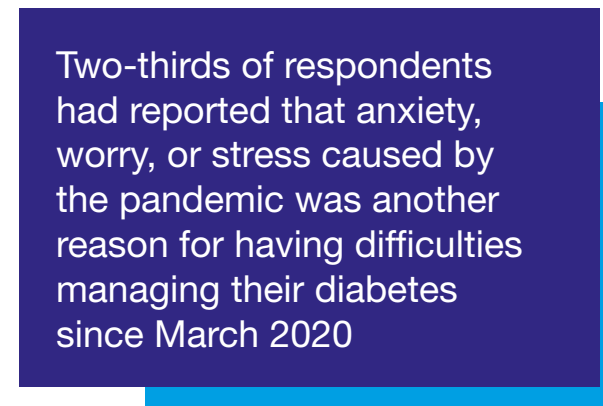 Two-thirds of respondents
had reported that anxiety,
worry, or stress caused by
the pandemic was another
reason for having difficulties
managing their diabetes
since March 2020